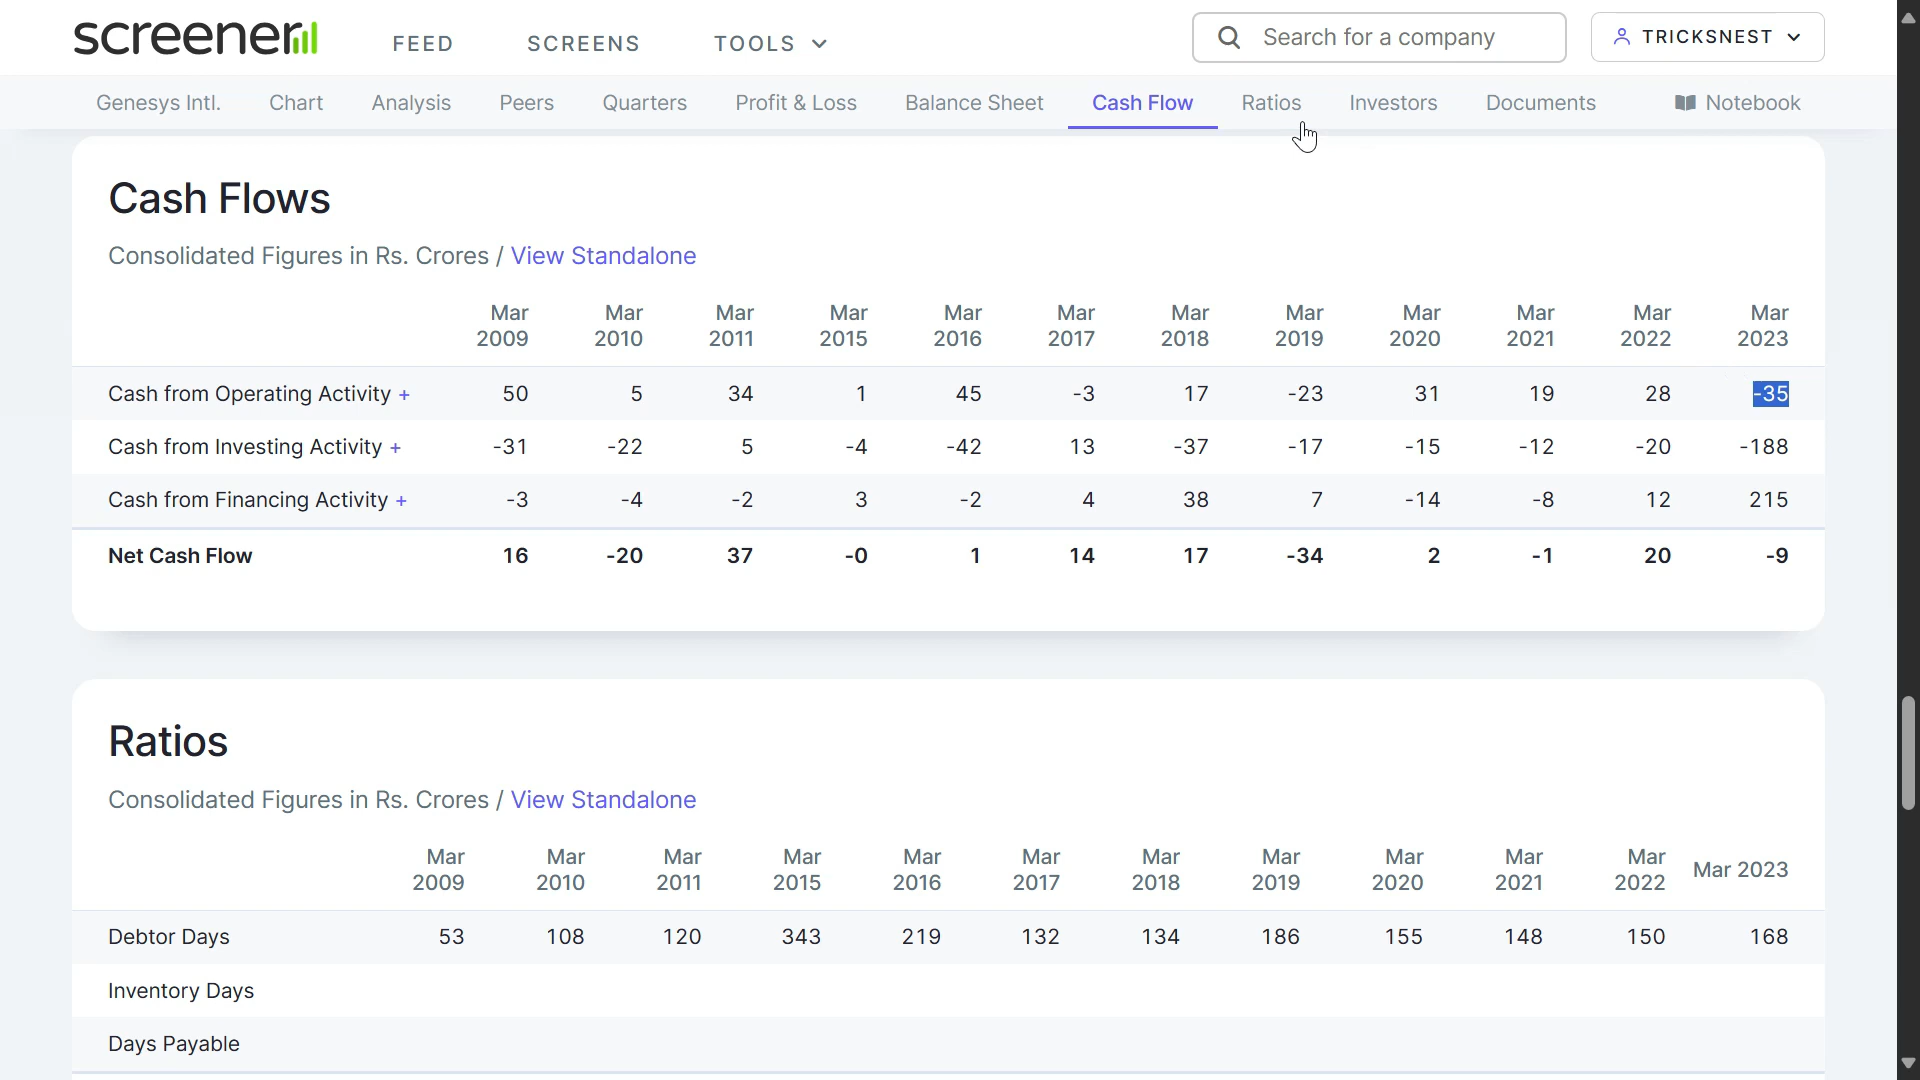 screener
FEED SCREENS TOOLS
Search for a company
TRICKSNEST
Genesys Intl. Chart Analysis Peers Quarters Profit & Loss Balance Sheet Cash Flow Ratios Investors Documents Notebook
Cash Flows
Consolidated Figures in Rs. Crores / View Standalone
Mar 2009 Mar 2010 Mar 2011 Mar 2015 Mar 2016 Mar 2017 Mar 2018 Mar 2019 Mar 2020 Mar 2021 Mar 2022 Mar 2023
Cash from Operating Activity + 50 5 34 1 45 -3 17 -23 31 19 28 -35
Cash from Investing Activity + -31 -22 5 -4 -42 13 -37 -17 -15 -12 -20 -188
Cash from Financing Activity + -3 -4 -2 3 -2 4 38 7 -14 -8 12 215
Net Cash Flow 16 -20 37 -0 1 14 17 -34 2 -1 20 -9
Ratios
Consolidated Figures in Rs. Crores / View Standalone
Mar 2009 Mar 2010 Mar 2011 Mar 2015 Mar 2016 Mar 2017 Mar 2018 Mar 2019 Mar 2020 Mar 2021 Mar 2022 Mar 2023
Debtor Days 53 108 120 343 219 132 134 186 155 148 150 168
Inventory Days
Days Payable